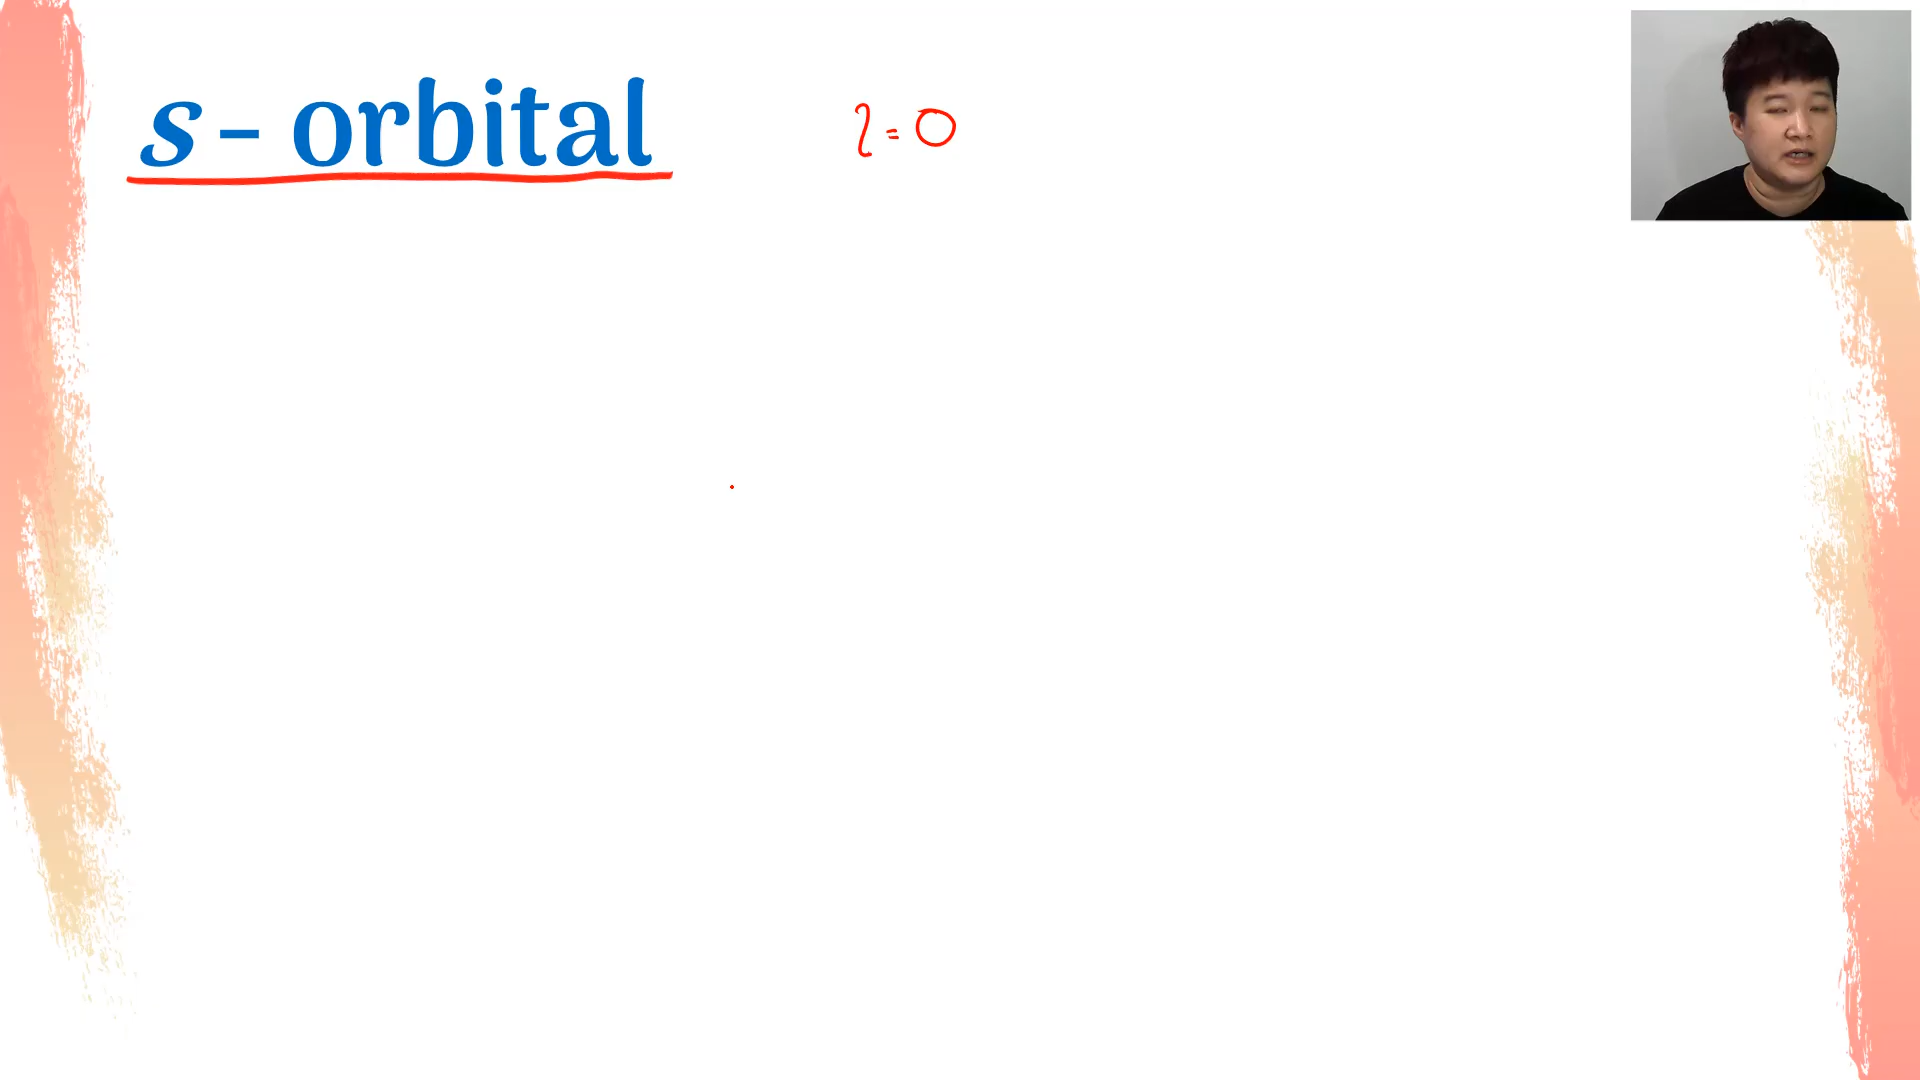 s - orbital
l = 0